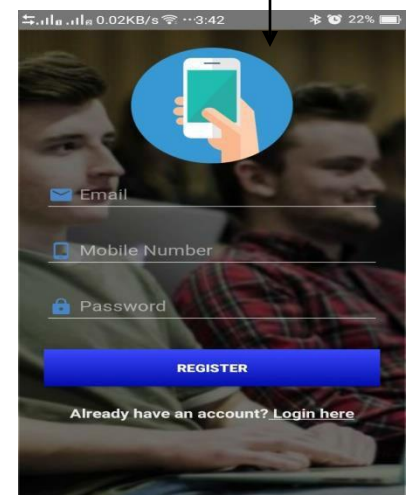 0.02KB/s ...3:42 22%
Email
Mobile Number
Password
REGISTER
Already have an account? Login here